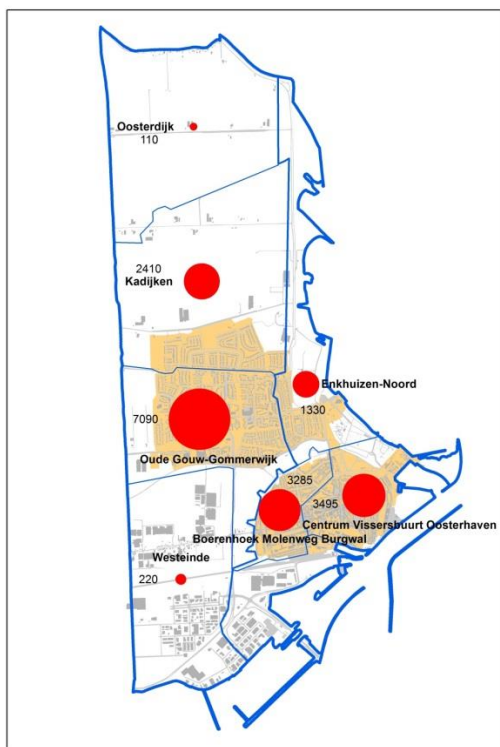 Oosterdijk
110
2410
Kadijken
Enkhuizen-Noord
1330
7090
Oude Gouw-Gommerwijk
3285
3495
Centrum Vissersbuurt Oosterhaven
Boerenhoek Molenweg Burgwal
Westeinde
220